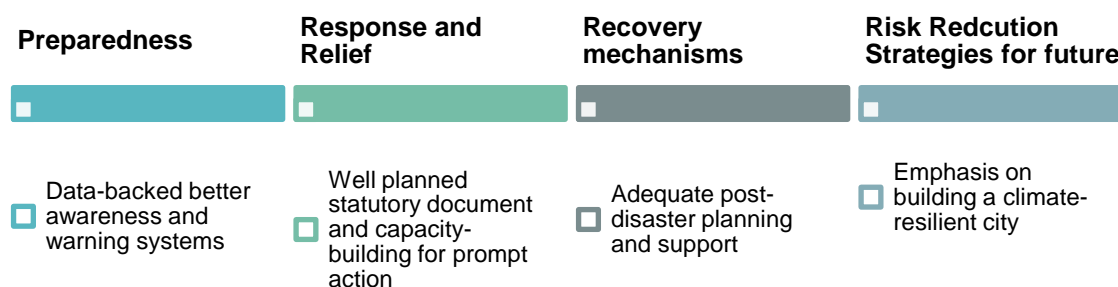 Preparedness
Response and
Relief
Recovery
mechanisms
Risk Redcution
Strategies for future
Data-backed better
awareness and
warning systems
Well planned
statutory document
and capacity-
building for prompt
action
Adequate post-
disaster planning
and support
Emphasis on
building a climate-
resilient city